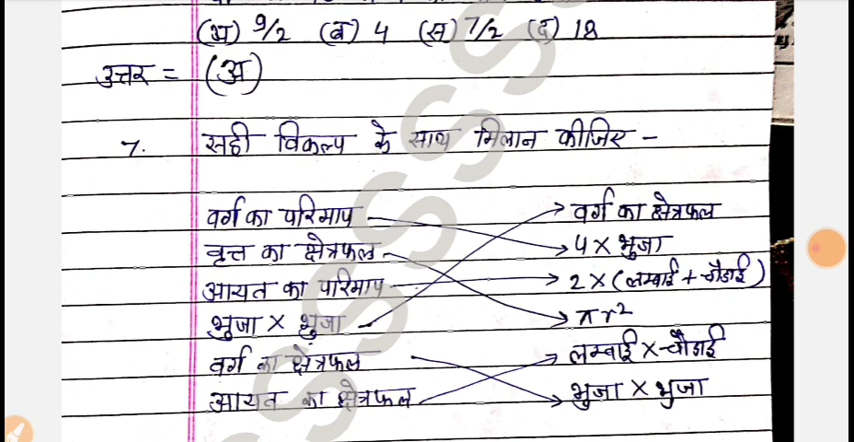 (अ) 9/2 (ब) 4 (स) 7/2 (द) 18
उत्तर = (अ)
7. सही विकल्प के साथ मिलान कीजिए -
वर्ग का परिमाप → वर्ग का क्षेत्रफल
वृत्त का क्षेत्रफल → 4 × भुजा
आयत का परिमाप → 2 × (लम्बाई + चौडाई)
भुजा × भुजा → πr²
वर्ग का क्षेत्रफल → लम्बाई × चौडाई
आयत का क्षेत्रफल → भुजा × भुजा
SSSSS